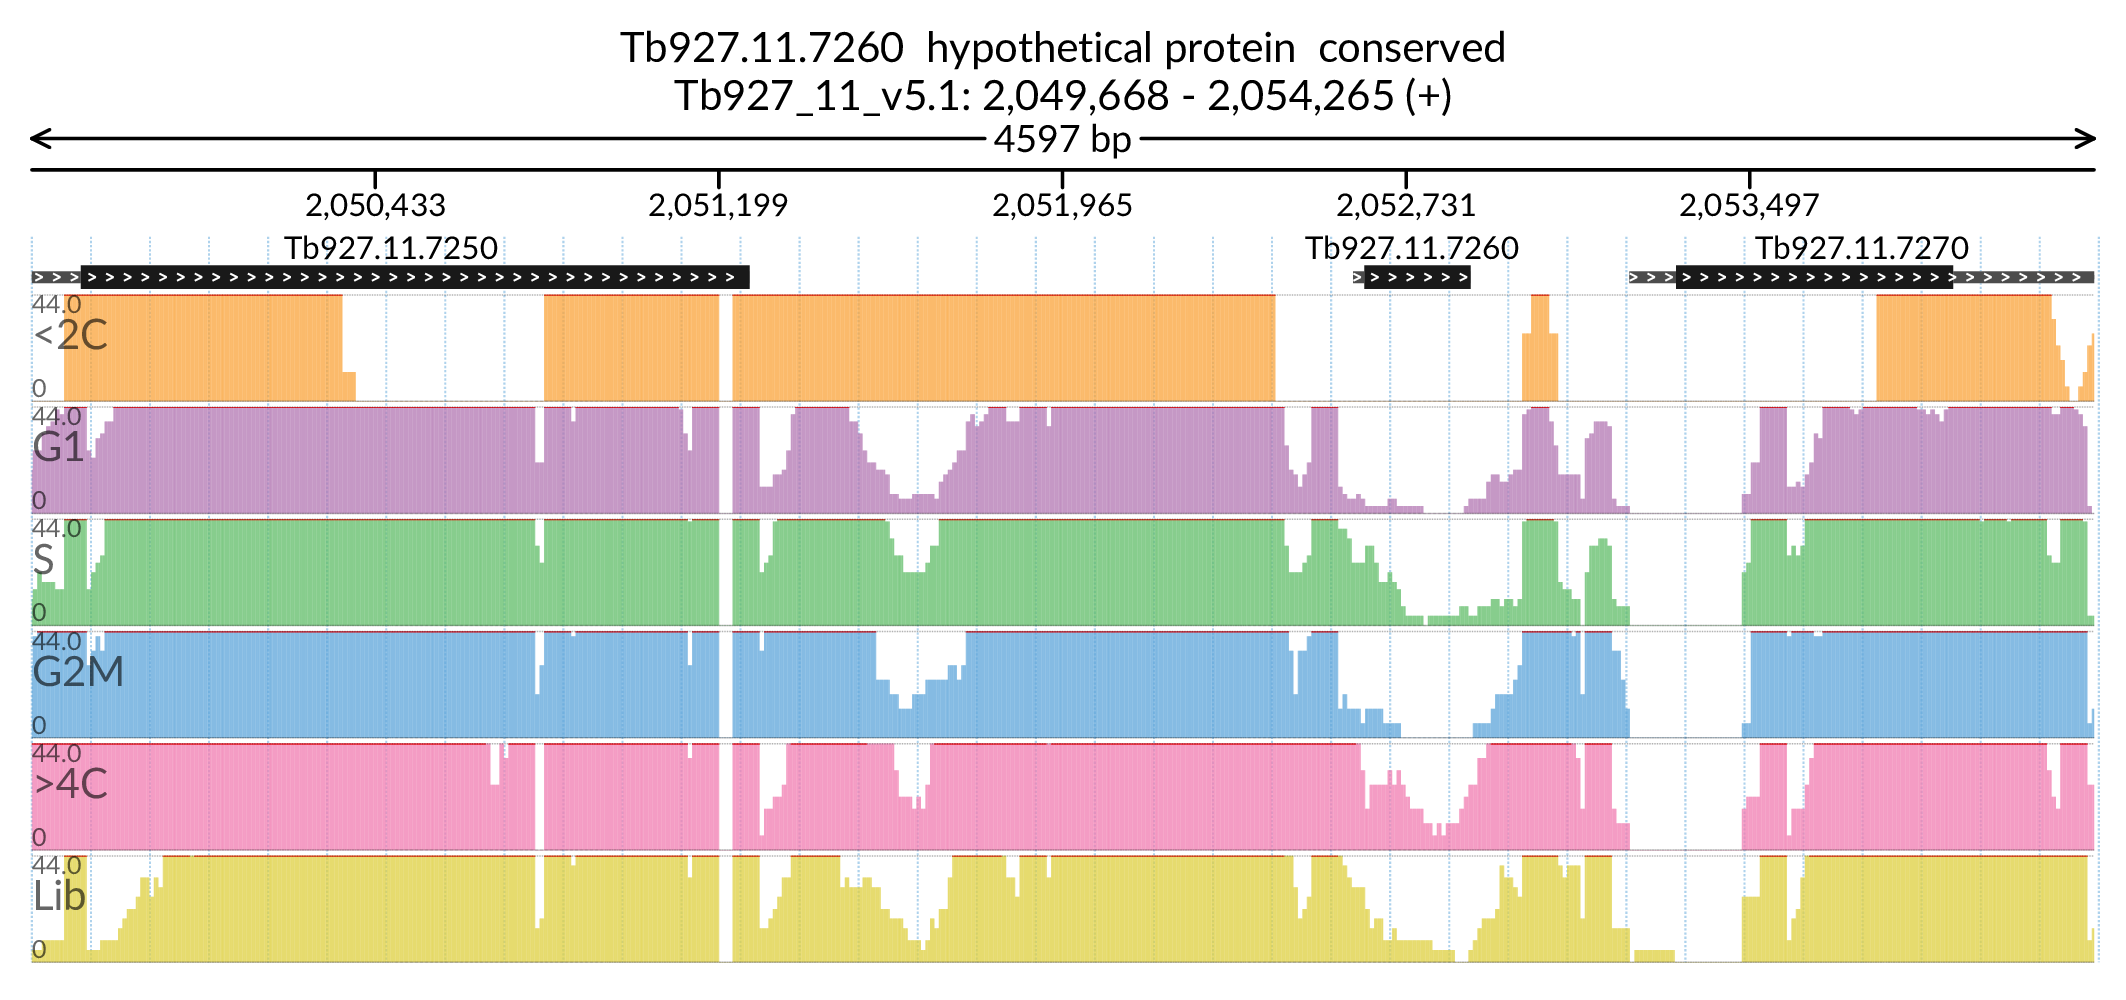 Tb927.11.7260  hypothetical protein  conserved
Tb927_11_v5.1: 2,049,668 - 2,054,265 (+)
4597 bp
2,050,433 2,051,199 2,051,965 2,052,731 2,053,497
Tb927.11.7250 Tb927.11.7260 Tb927.11.7270
44.0
<2C
0
44.0
G1
0
44.0
S
0
44.0
G2M
0
44.0
>4C
0
44.0
Lib
0